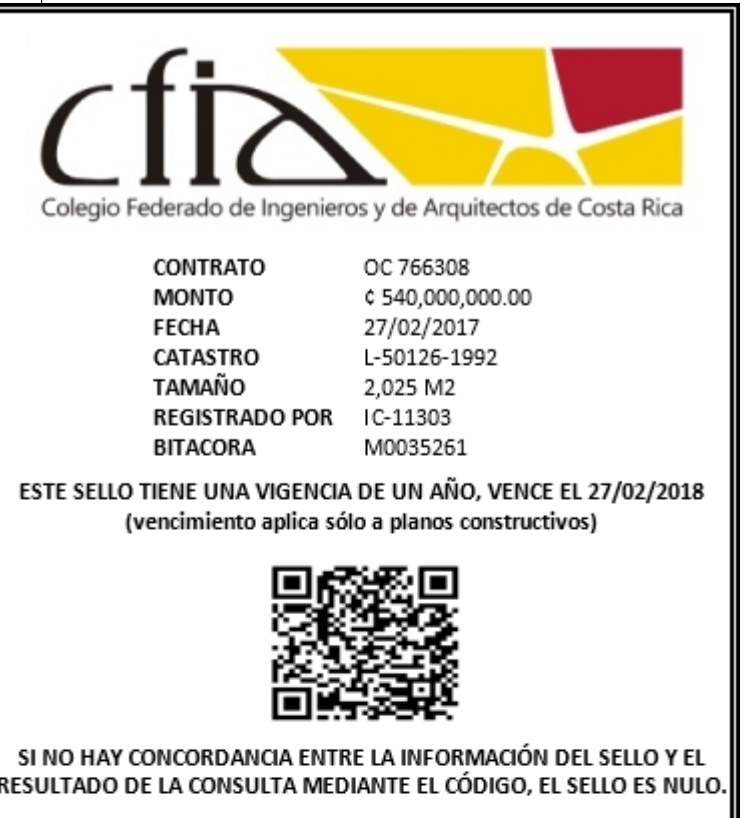 cfia
Colegio Federado de Ingenieros y de Arquitectos de Costa Rica
CONTRATO OC 766308
MONTO ¢ 540,000,000.00
FECHA 27/02/2017
CATASTRO L-50126-1992
TAMAÑO 2,025 M2
REGISTRADO POR IC-11303
BITACORA M0035261
ESTE SELLO TIENE UNA VIGENCIA DE UN AÑO, VENCE EL 27/02/2018
(vencimiento aplica sólo a planos constructivos)
SI NO HAY CONCORDANCIA ENTRE LA INFORMACIÓN DEL SELLO Y EL
RESULTADO DE LA CONSULTA MEDIANTE EL CÓDIGO, EL SELLO ES NULO.